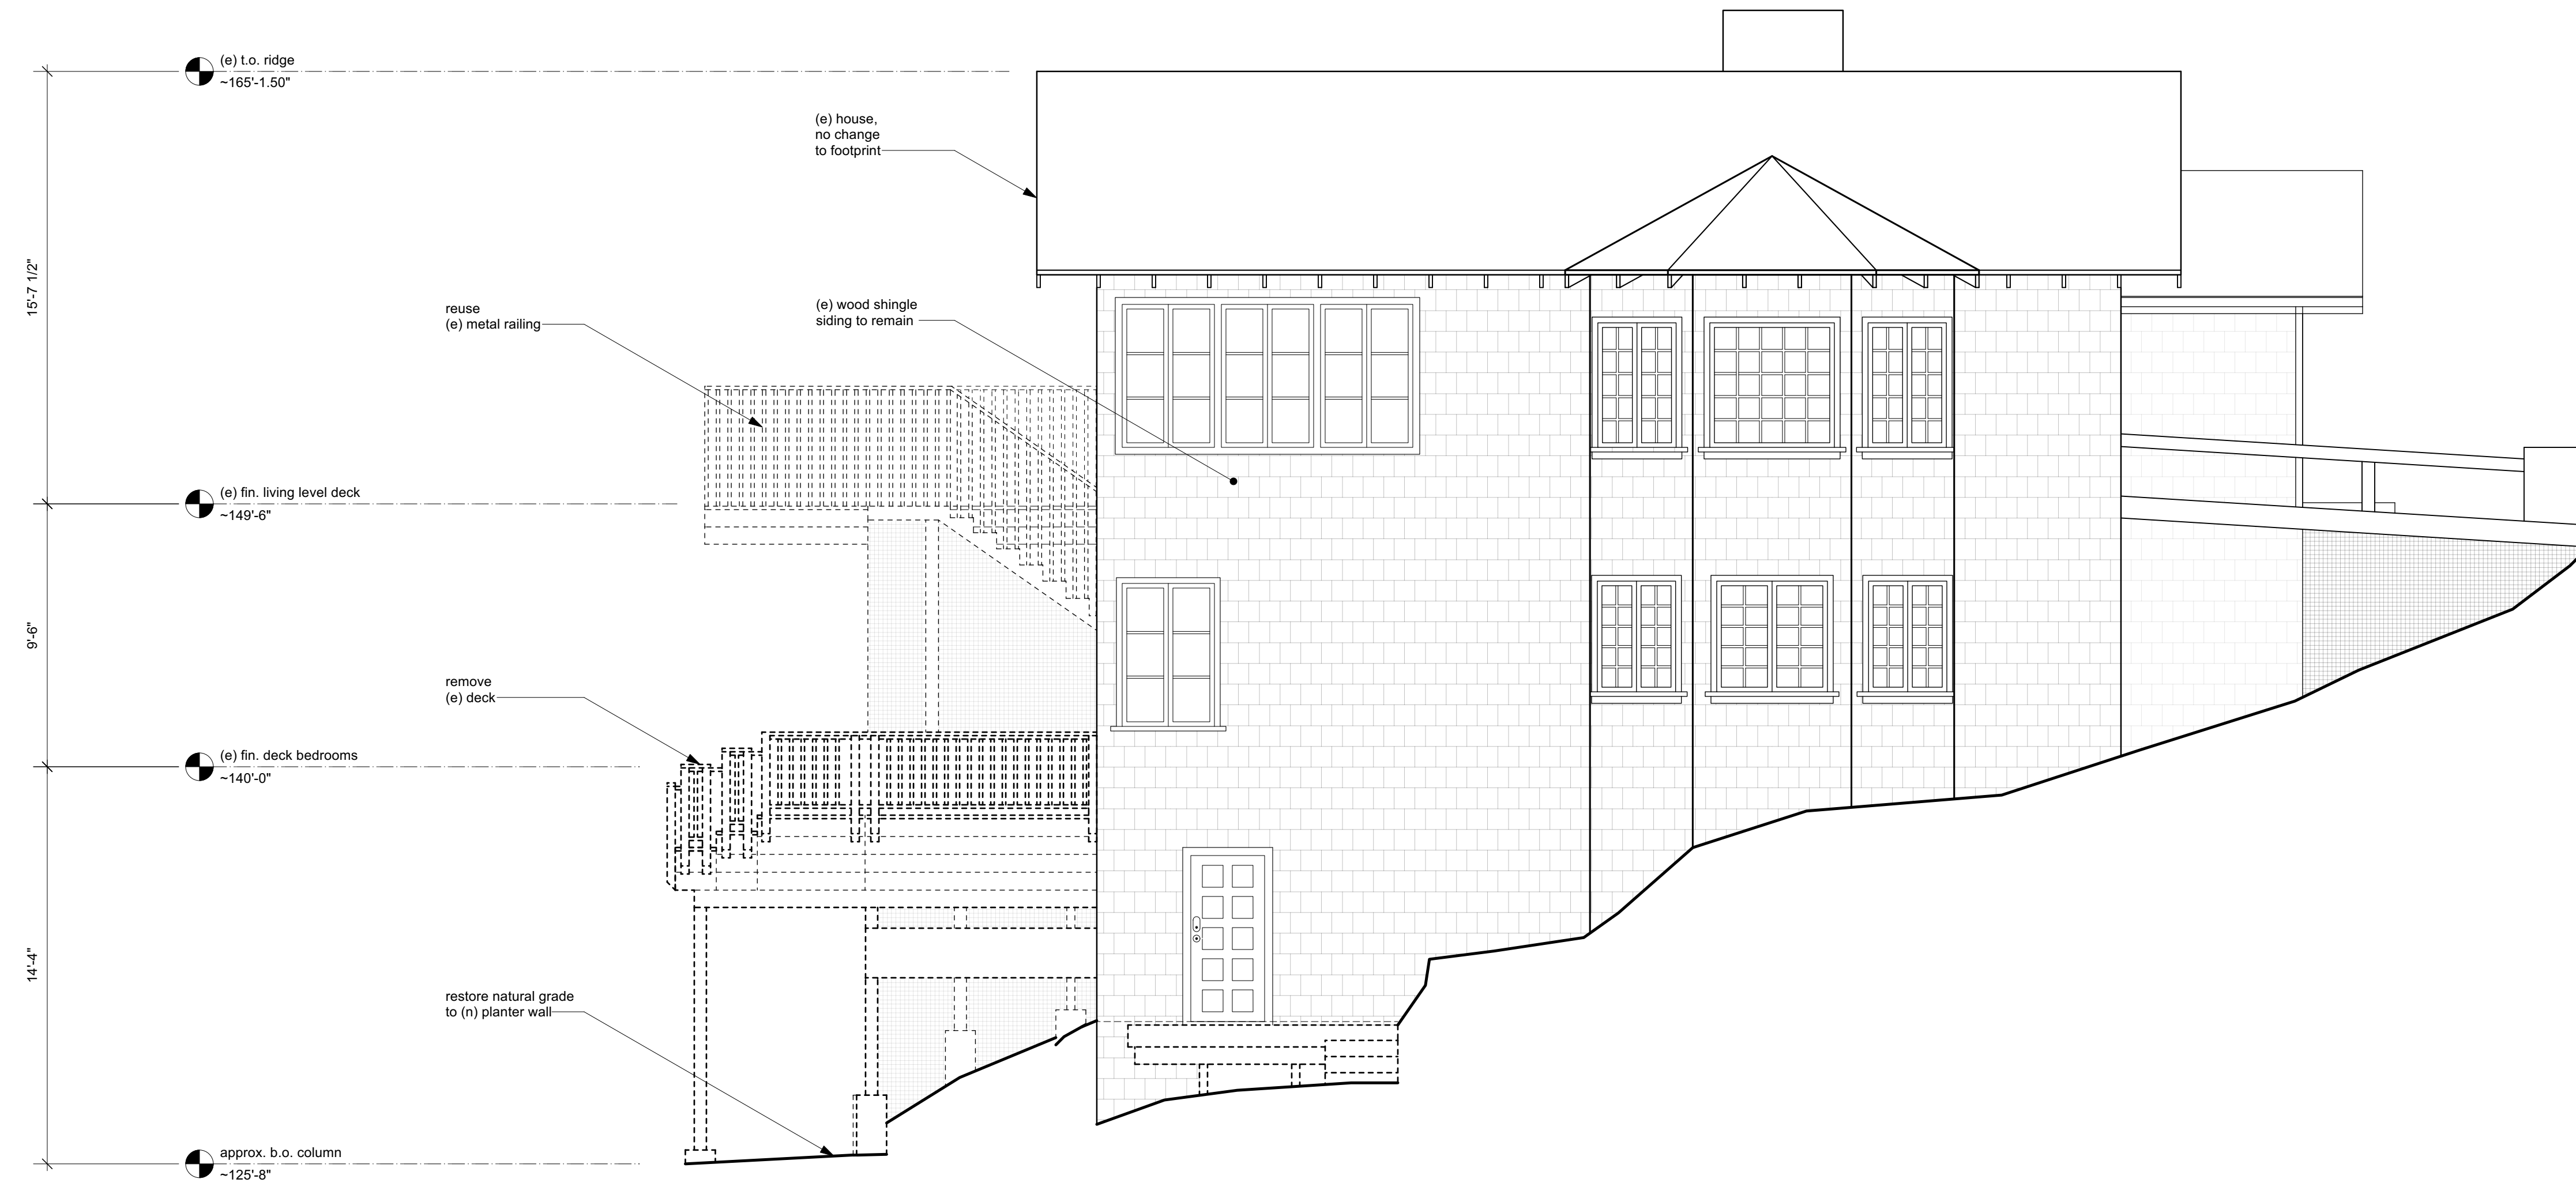 (e) t.o. ridge
~165'-1.50"
(e) house,
no change
to footprint
15'-7 1/2"
reuse
(e) metal railing
(e) wood shingle
siding to remain
(e) fin. living level deck
~149'-6"
9'-6"
remove
(e) deck
(e) fin. deck bedrooms
~140'-0"
14'-4"
restore natural grade
to (n) planter wall
approx. b.o. column
~125'-8"